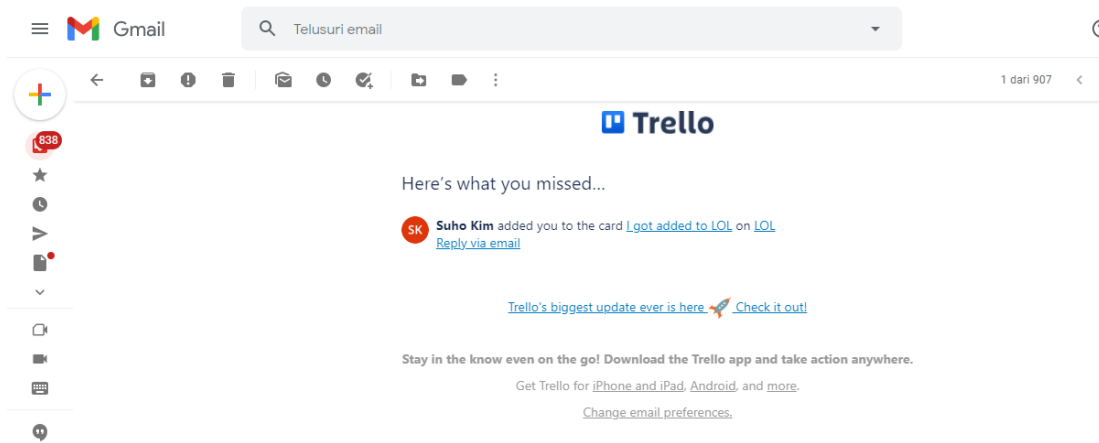 Gmail
Telusuri email
1 dari 907
838
Trello
Here's what you missed...
SK
Suho Kim added you to the card I got added to LOL on LOL
Reply via email
Trello's biggest update ever is here 🚀 Check it out!
Stay in the know even on the go! Download the Trello app and take action anywhere.
Get Trello for iPhone and iPad, Android, and more.
Change email preferences.